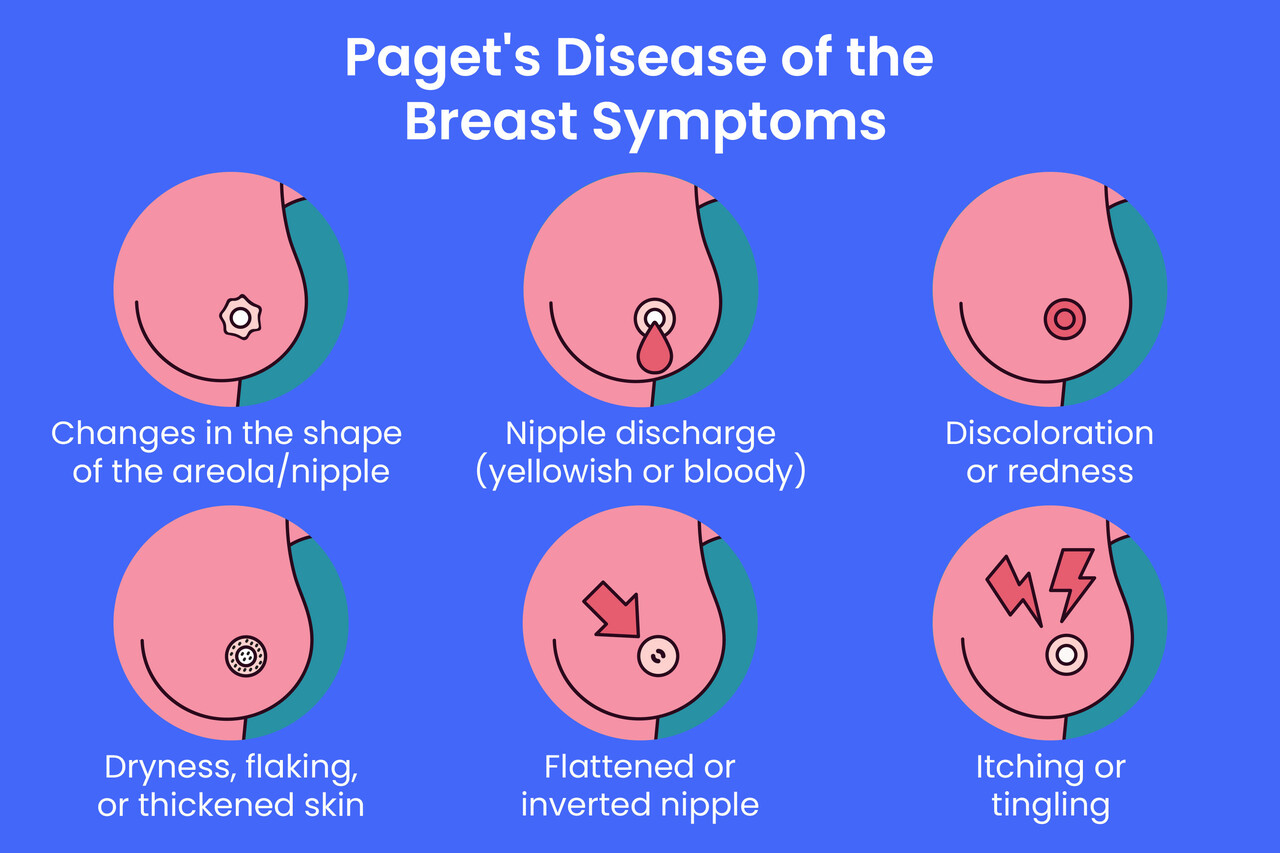 Paget's Disease of the
Breast Symptoms
Changes in the shape
of the areola/nipple
Nipple discharge
(yellowish or bloody)
Discoloration
or redness
Dryness, flaking,
or thickened skin
Flattened or
inverted nipple
Itching or
tingling